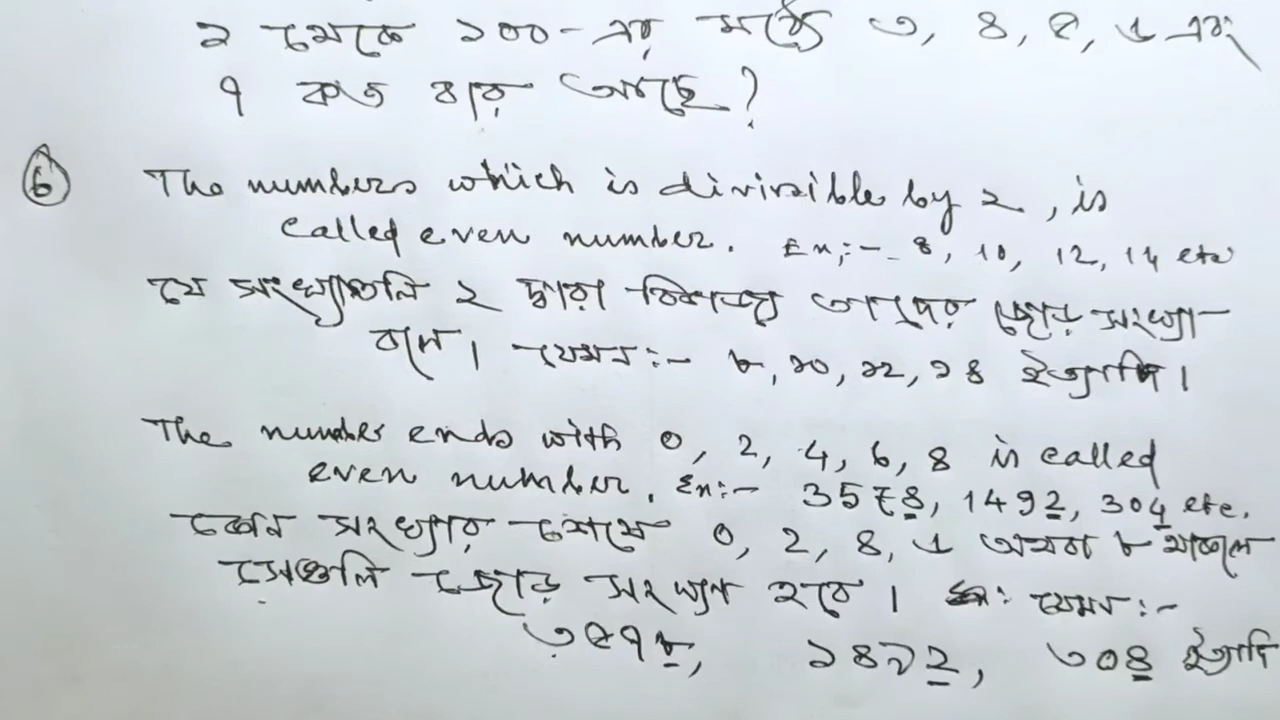 ২ থেকে ১০০-এর মধ্যে ৩, ৪, ৫, ৬ এবং
৭ কত বার আছে?
6 The numbers which is divisible by 2, is
called even number. Ex;- 8, 10, 12, 14 etc
যে সংখ্যাগুলি ২ দ্বারা বিভাজ্য তাদের জোড় সংখ্যা
বলে। যেমন:- ৮, ১০, ১২, ১৪ ইত্যাদি।
The number ends with 0, 2, 4, 6, 8 is called
even number. Ex:- 3578, 1492, 304 etc.
কোন সংখ্যার শেষে 0, 2, ৪, ৬ অথবা ৮ থাকলে
সেগুলি জোড় সংখ্যা হবে। যেমন:-
৩৫৭৮, ১৪৯২, ৩০৪ ইত্যাদি